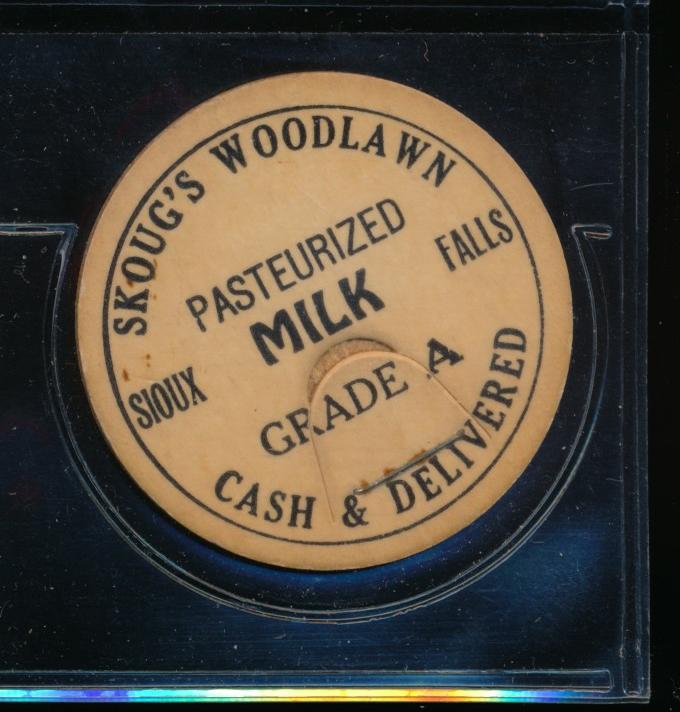 SKOUG'S WOODLAWN
PASTEURIZED
MILK
SIOUX FALLS
GRADE A
CASH & DELIVERED